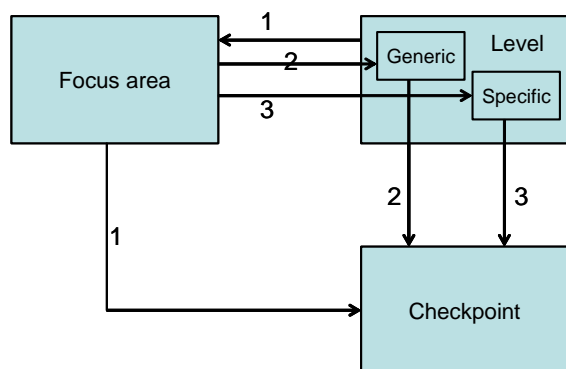 1
Level
Generic
Focus area
2
Specific
3
2
3
1
Checkpoint